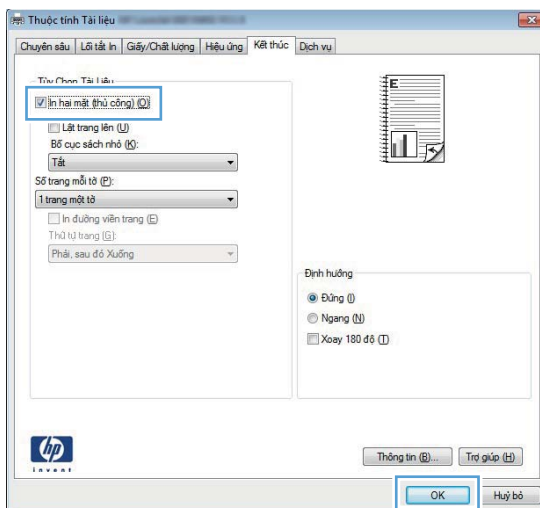 Thuộc tính Tài liệu
Chuyên sâu Lối tắt In Giấy/Chất lượng Hiệu ứng Kết thúc Dịch vụ
Tùy Chọn Tài Liệu
In hai mặt (thủ công) (O)
Lật trang lên (U)
Bố cục sách nhỏ (K):
Tắt
Số trang mỗi tờ (P):
1 trang một tờ
In đường viền trang (E)
Thứ tự trang (G):
Phải, sau đó Xuống
E
Định hướng
Đứng (I)
Ngang (N)
Xoay 180 độ (T)
hp
invent
Thông tin (B)... Trợ giúp (H)
OK Huỷ bỏ